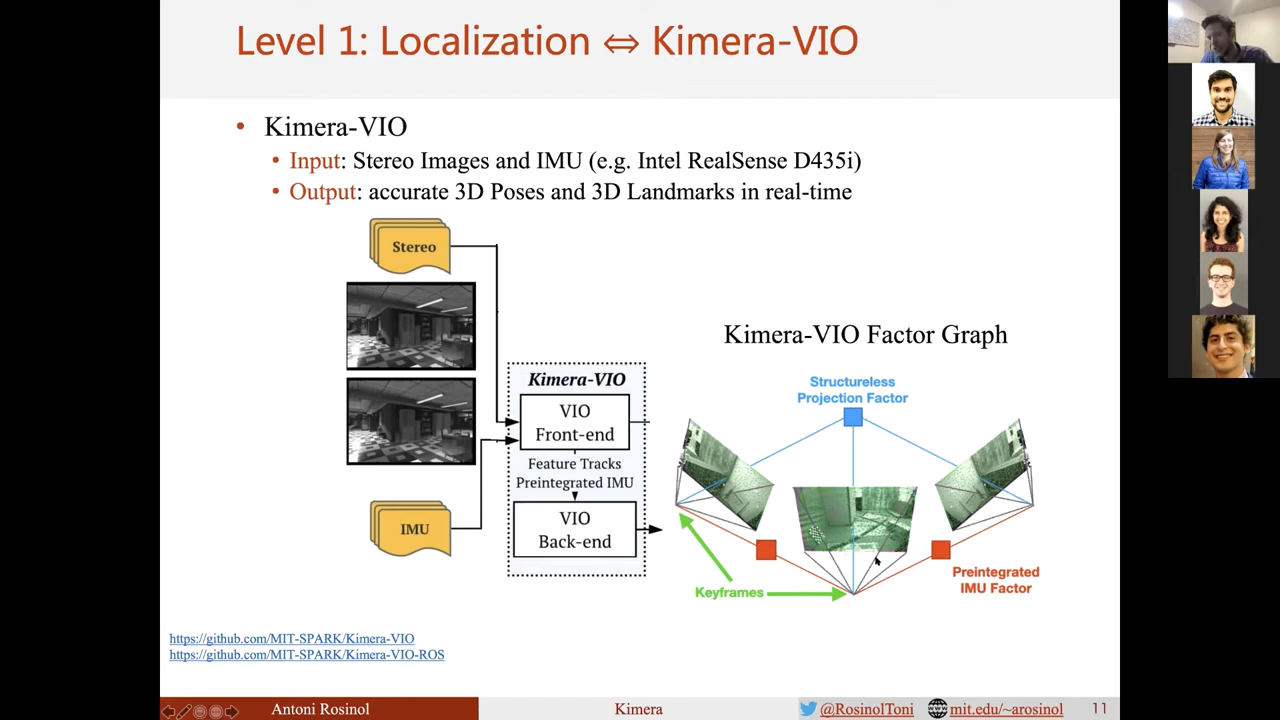 Level 1: Localization ⇔ Kimera-VIO
• Kimera-VIO
• Input: Stereo Images and IMU (e.g. Intel RealSense D435i)
• Output: accurate 3D Poses and 3D Landmarks in real-time
Stereo
IMU
Kimera-VIO
VIO
Front-end
Feature Tracks
Preintegrated IMU
VIO
Back-end
Kimera-VIO Factor Graph
Structureless
Projection Factor
Keyframes
Preintegrated
IMU Factor
https://github.com/MIT-SPARK/Kimera-VIO
https://github.com/MIT-SPARK/Kimera-VIO-ROS
Antoni Rosinol
Kimera
@RosinolToni
mit.edu/~arosinol
11